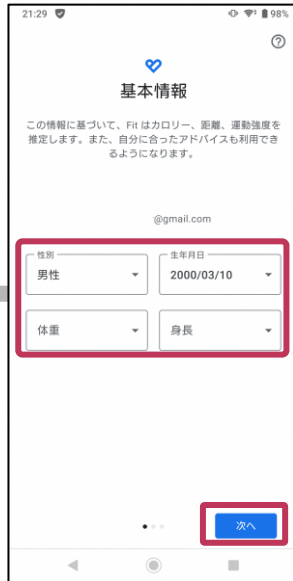 21:29 98%
基本情報
この情報に基づいて、Fit はカロリー、距離、運動強度を
推定します。また、自分に合ったアドバイスも利用でき
るようになります。
@gmail.com
性別 生年月日
男性 2000/03/10
体重 身長
次へ